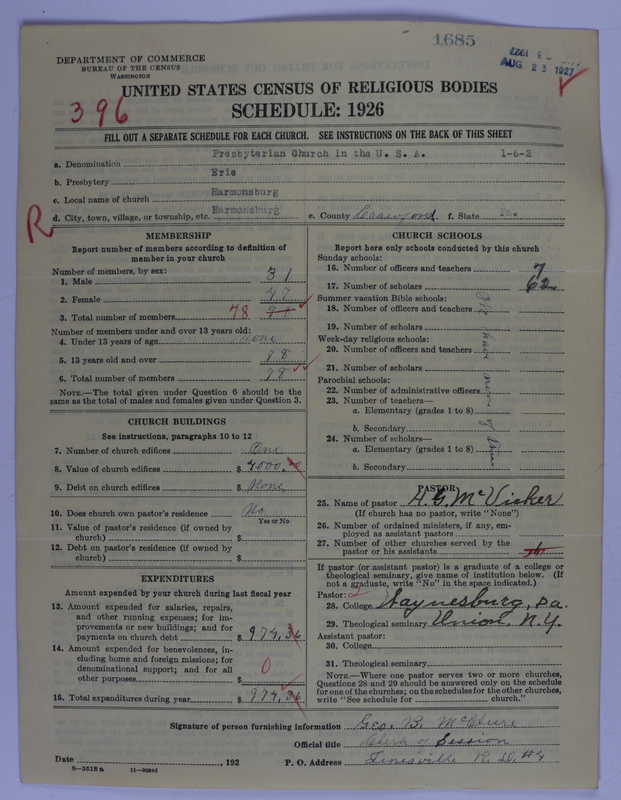 1685
AUG 23 1927
DEPARTMENT OF COMMERCE
BUREAU OF THE CENSUS
WASHINGTON
396
UNITED STATES CENSUS OF RELIGIOUS BODIES
SCHEDULE: 1926
FILL OUT A SEPARATE SCHEDULE FOR EACH CHURCH. SEE INSTRUCTIONS ON THE BACK OF THIS SHEET
a. Denomination Presbyterian Church in the U. S. A. 1-6-2
b. Presbytery Erie
c. Local name of church Harmonsburg
d. City, town, village, or township, etc. Harmonsburg e. County Crawford f. State Pa.
R
MEMBERSHIP
Report number of members according to definition of
member in your church
Number of members, by sex:
1. Male 31
2. Female 47
3. Total number of members 78
Number of members under and over 13 years old:
4. Under 13 years of age none
5. 13 years old and over
6. Total number of members
NOTE.—The total given under Question 6 should be
same as the total of males and females given under Question 3.
CHURCH BUILDINGS
See instructions, paragraphs 10 to 12
7. Number of church edifices One
8. Value of church edifices $ 4000.00
9. Debt on church edifices $ None
10. Does church own pastor's residence No
Yes or No
11. Value of pastor's residence (if owned by
church) $
12. Debt on pastor's residence (if owned by
church) $
EXPENDITURES
Amount expended by your church during last fiscal year
13. Amount expended for salaries, repairs,
and other running expenses; for im-
provements or new buildings; and for
payments on church debt $ 974.36
14. Amount expended for benevolences, in-
cluding home and foreign missions; for
denominational support; and for all
other purposes 0 $
15. Total expenditures during year $ 974.36
CHURCH SCHOOLS
Report here only schools conducted by this church
Sunday schools:
16. Number of officers and teachers 7
17. Number of scholars 62
Summer vacation Bible schools:
18. Number of officers and teachers
19. Number of scholars
Week-day religious schools:
20. Number of officers and teachers
21. Number of scholars
Parochial schools:
22. Number of administrative officers
23. Number of teachers—
a. Elementary (grades 1 to 8)
b. Secondary
24. Number of scholars—
a. Elementary (grades 1 to 8)
b. Secondary
We have none of these
PASTOR
25. Name of pastor A. G. McVicker
(If church has no pastor, write "None")
26. Number of ordained ministers, if any, em-
ployed as assistant pastors
27. Number of other churches served by the
pastor or his assistants
If pastor (or assistant pastor) is a graduate of a college or
theological seminary, give name of institution below. (If
not a graduate, write "No" in the space indicated.)
Pastor: 2
28. College Waynesburg, Pa.
29. Theological seminary Union, N.Y.
Assistant pastor:
30. College
31. Theological seminary
NOTE.—Where one pastor serves two or more churches,
Questions 28 and 29 should be answered only on the schedule
for one of the churches; on the schedules for the other churches,
write "See schedule for church."
Signature of person furnishing information Geo. B. McClure
Official title Clerk of Session
Date , 192 P. O. Address Linesville R. D. #4
8-5518a